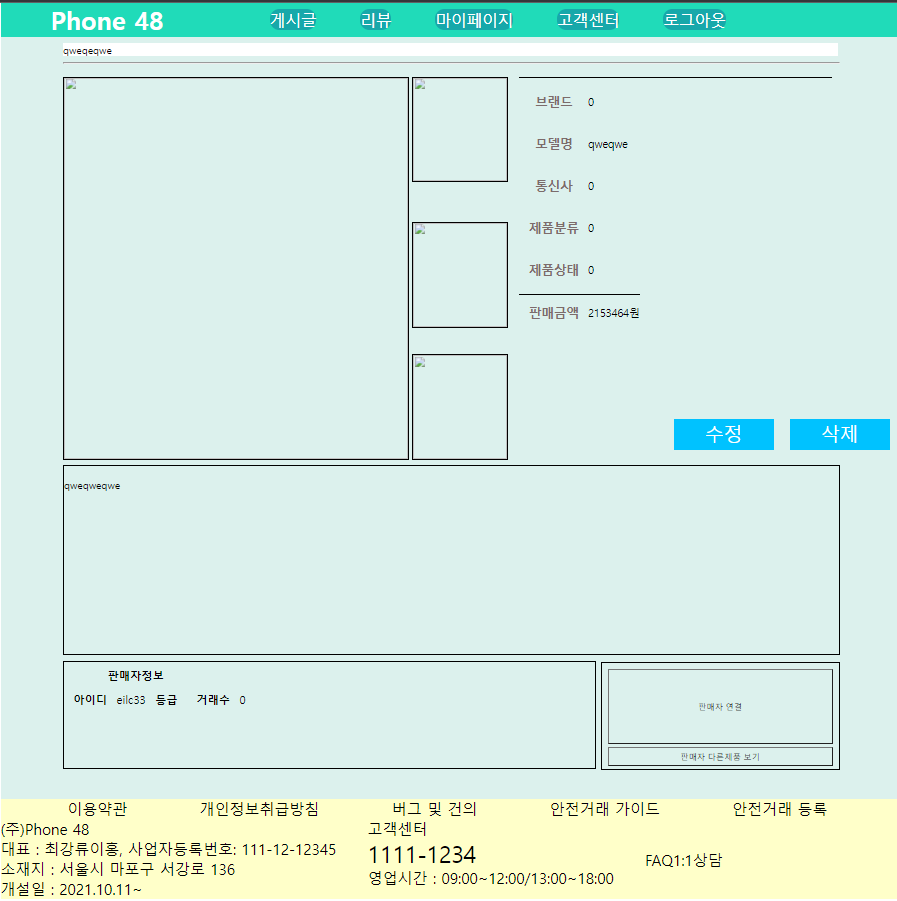 Phone 48 게시글 리뷰 마이페이지 고객센터 로그아웃
qweqeqwe
브랜드 0
모델명 qweqwe
통신사 0
제품분류 0
제품상태 0
판매금액 2153464원
수정 삭제
qweqweqwe
판매자정보
아이디 eilc33 등급 거래수 0
판매자 연결
판매자 다른제품 보기
이용약관 개인정보취급방침 버그 및 건의 안전거래 가이드 안전거래 등록
(주)Phone 48
대표 : 최강류이홍, 사업자등록번호: 111-12-12345
소재지 : 서울시 마포구 서강로 136
개설일 : 2021.10.11~
고객센터
1111-1234
영업시간 : 09:00~12:00/13:00~18:00
FAQ1:1상담